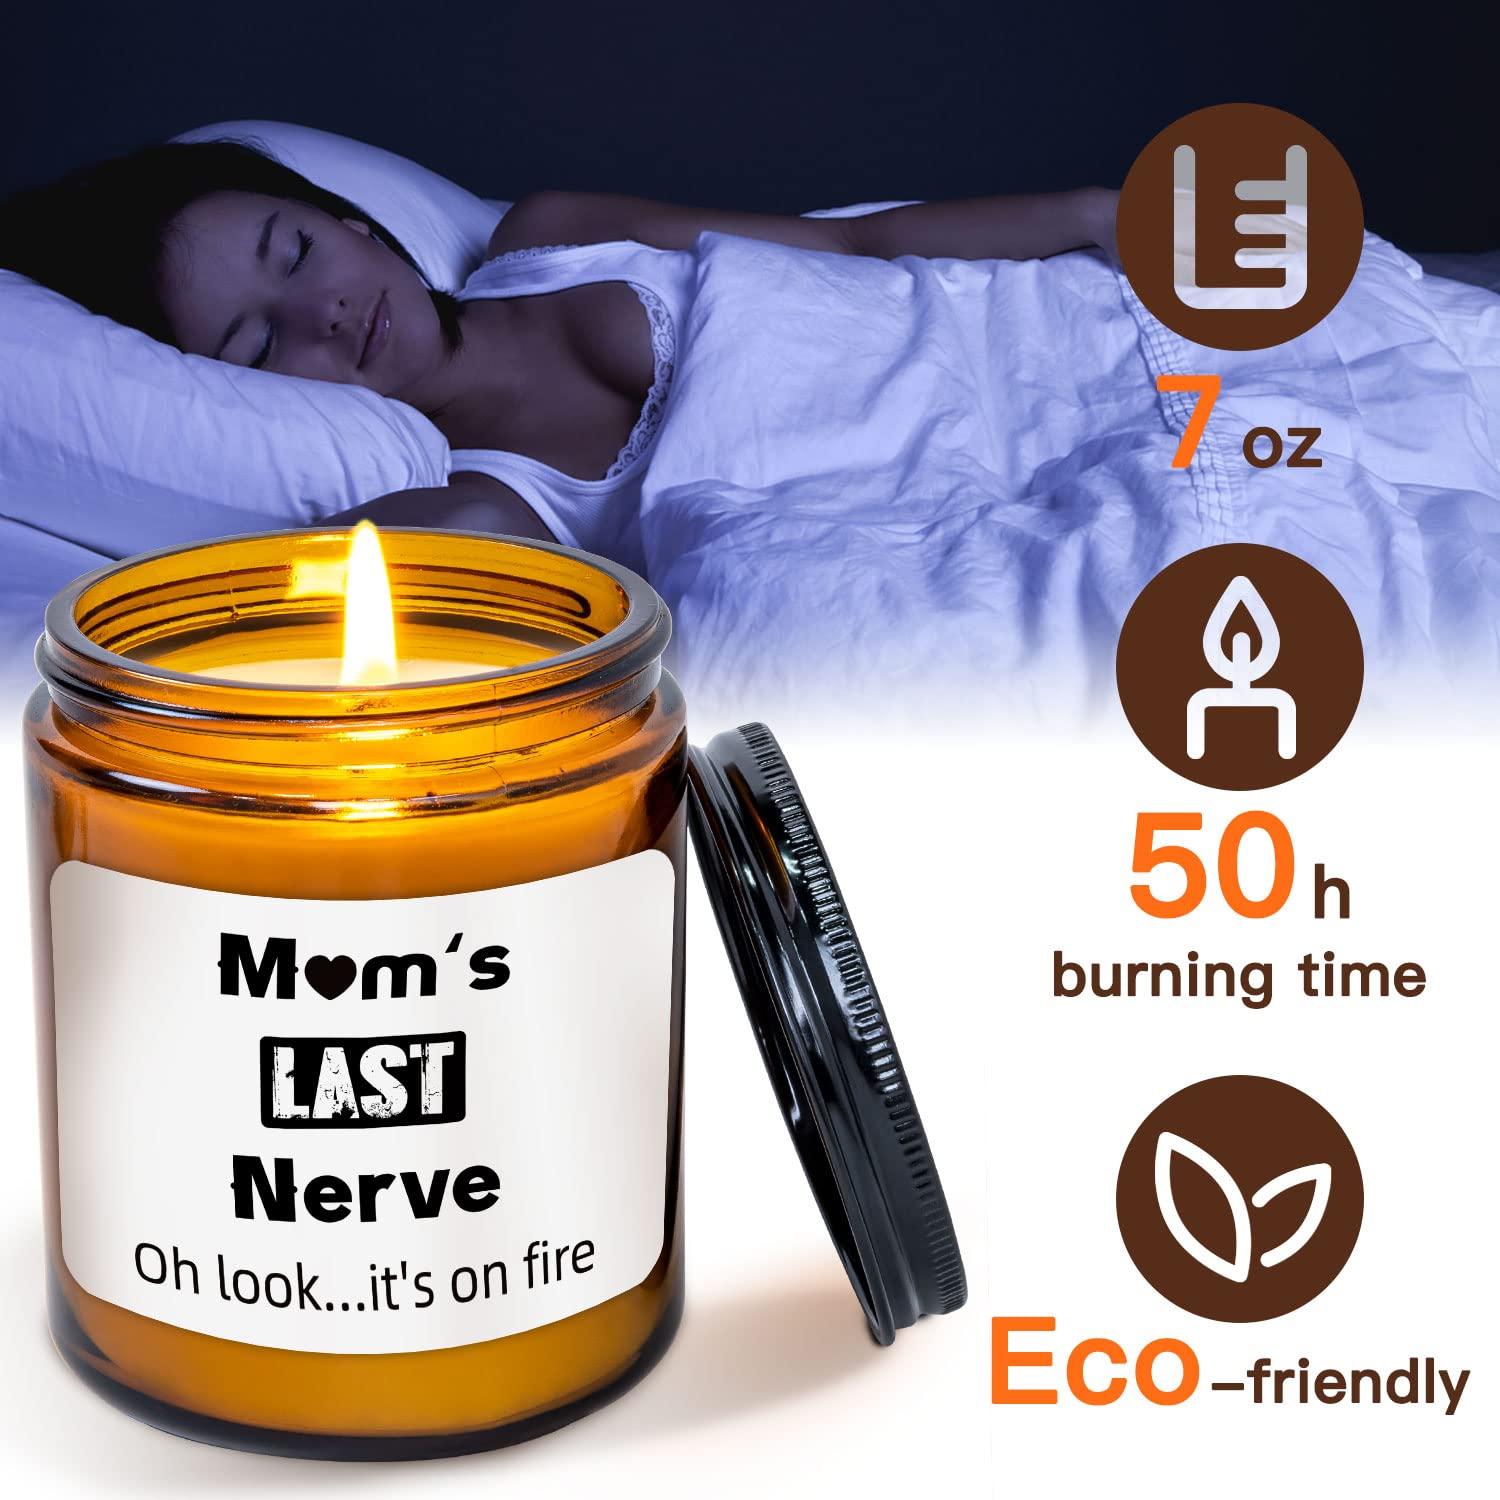 7 oz
50 h
burning time
Eco-friendly
Mom's
LAST
Nerve
Oh look...it's on fire